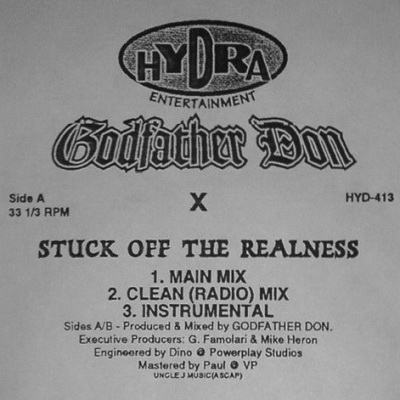 HYDRA
ENTERTAINMENT
Godfather Don
Side A
33 1/3 RPM
X
HYD-413
STUCK OFF THE REALNESS
1. MAIN MIX
2. CLEAN (RADIO) MIX
3. INSTRUMENTAL
Sides A/B - Produced & Mixed by GODFATHER DON.
Executive Producers: G. Famolari & Mike Heron
Engineered by Dino @ Powerplay Studios
Mastered by Paul @ VP
UNCLE J MUSIC(ASCAP)